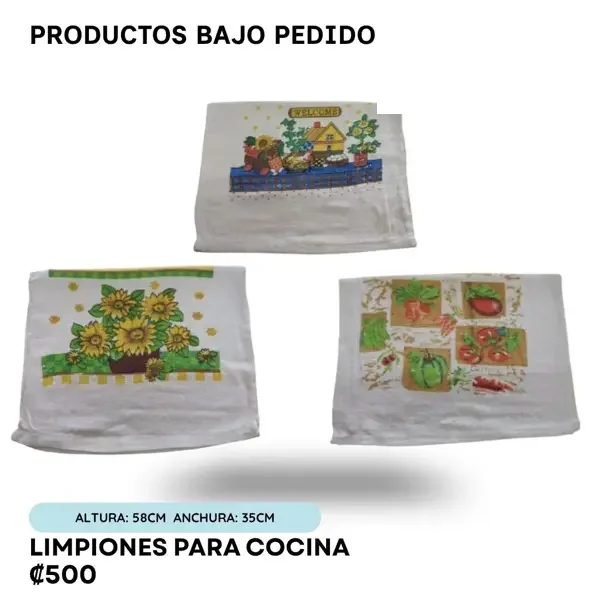 PRODUCTOS BAJO PEDIDO
WELCOME
ALTURA: 58CM ANCHURA: 35CM
LIMPIONES PARA COCINA
₡500